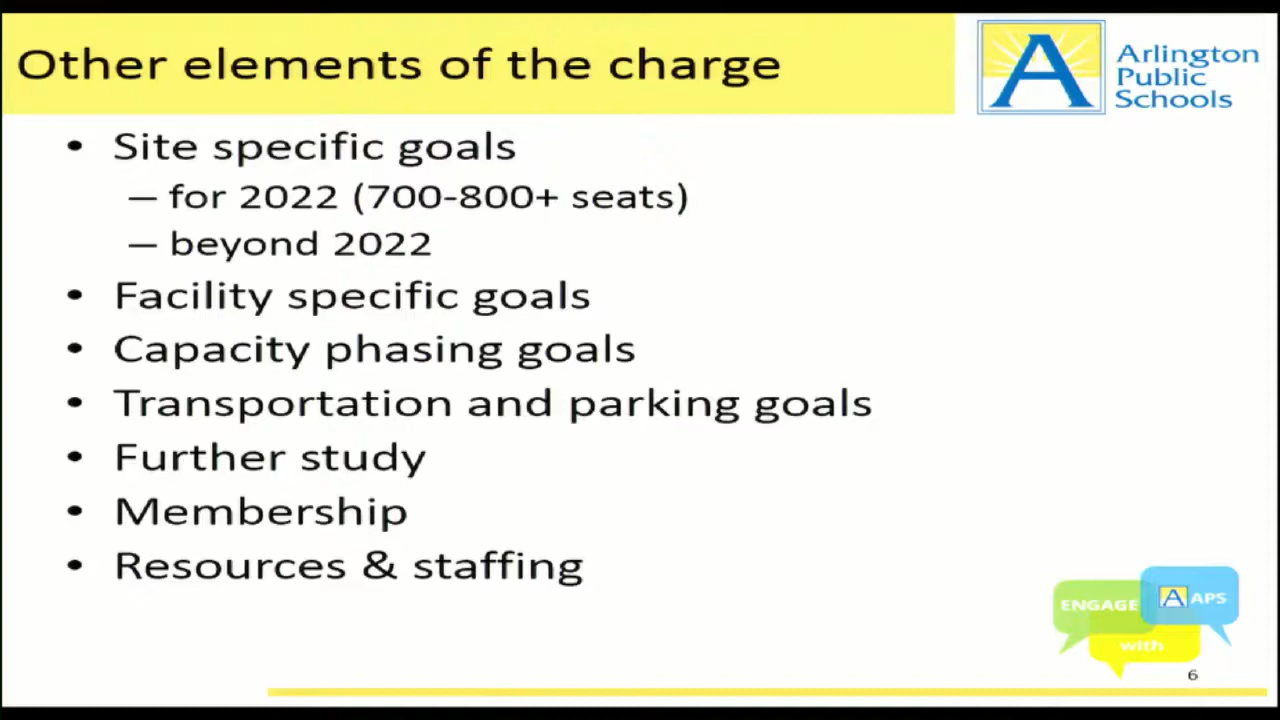 Other elements of the charge
A
Arlington
Public
Schools
• Site specific goals
– for 2022 (700-800+ seats)
– beyond 2022
• Facility specific goals
• Capacity phasing goals
• Transportation and parking goals
• Further study
• Membership
• Resources & staffing
ENGAGE
A APS
with
6